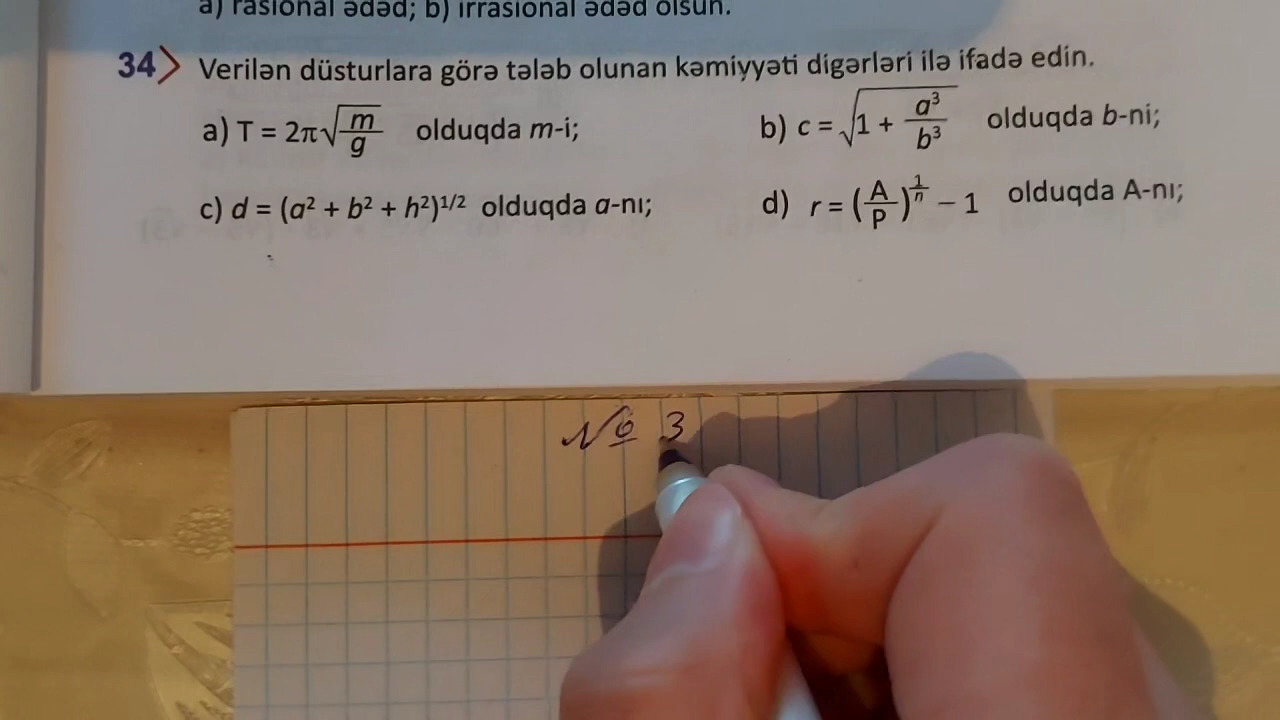 a) rasional ədəd; b) irrasional ədəd olsun.
34> Verilən düsturlara görə tələb olunan kəmiyyəti digərləri ilə ifadə edin.
a) T = 2π√(m/g) olduqda m-i; b) c = √(1 + a³/b³) olduqda b-ni;
c) d = (a² + b² + h²)^1/2 olduqda a-nı; d) r = (A/P)^(1/n) – 1 olduqda A-nı;
№ 3